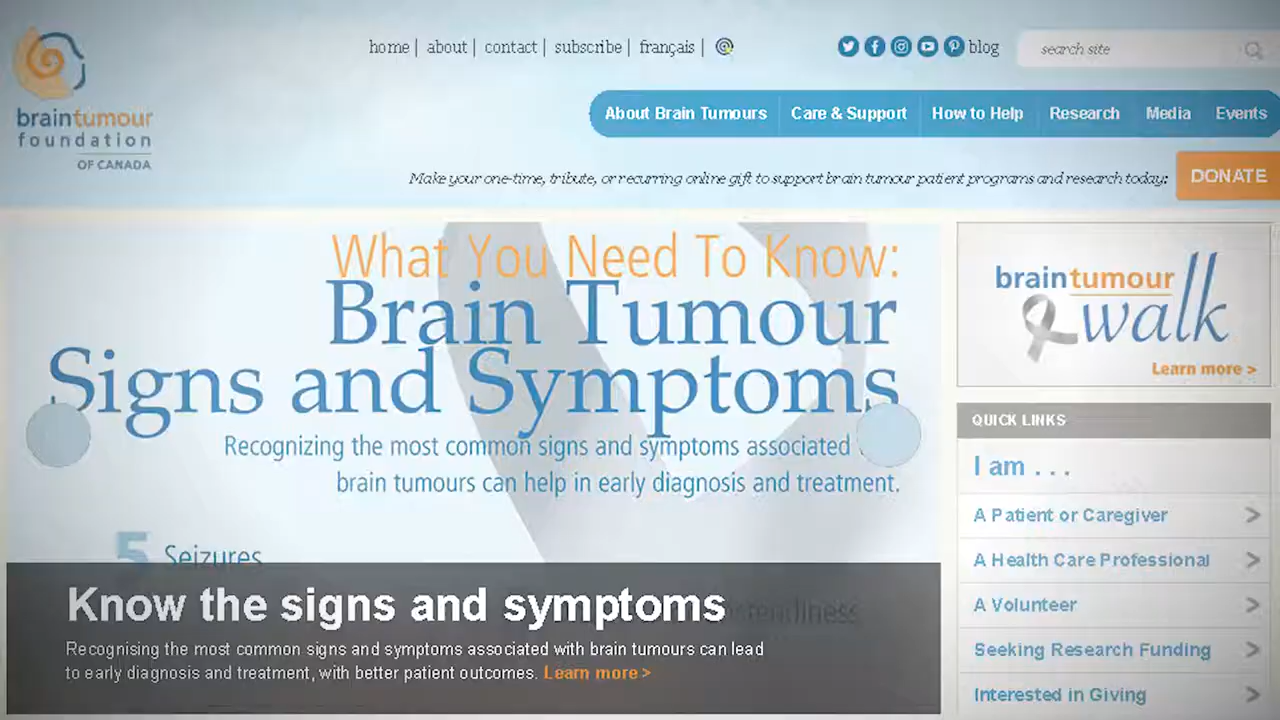 home | about | contact | subscribe | français |
blog
search site
braintumour
foundation
OF CANADA
About Brain Tumours
Care & Support
How to Help
Research
Media
Events
Make your one-time, tribute, or recurring online gift to support brain tumour patient programs and research today:
DONATE
What You Need To Know:
Brain Tumour
Signs and Symptoms
Recognizing the most common signs and symptoms associated
brain tumours can help in early diagnosis and treatment.
5 Seizures
Know the signs and symptoms
Recognising the most common signs and symptoms associated with brain tumours can lead
to early diagnosis and treatment, with better patient outcomes. Learn more >
braintumour
walk
Learn more >
QUICK LINKS
I am . . .
A Patient or Caregiver
A Health Care Professional
A Volunteer
Seeking Research Funding
Interested in Giving